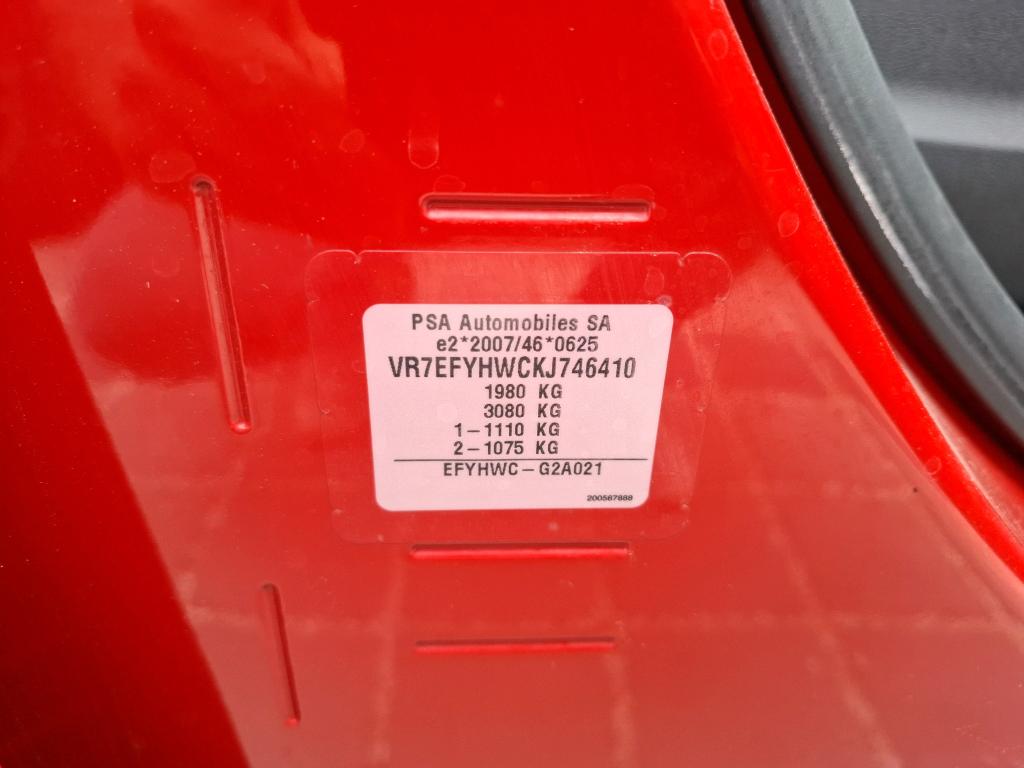 PSA Automobiles SA
e2*2007/46*0625
VR7EFYHWCKJ746410
1980 KG
3080 KG
1-1110 KG
2-1075 KG
EFYHWC-G2A021
200587888